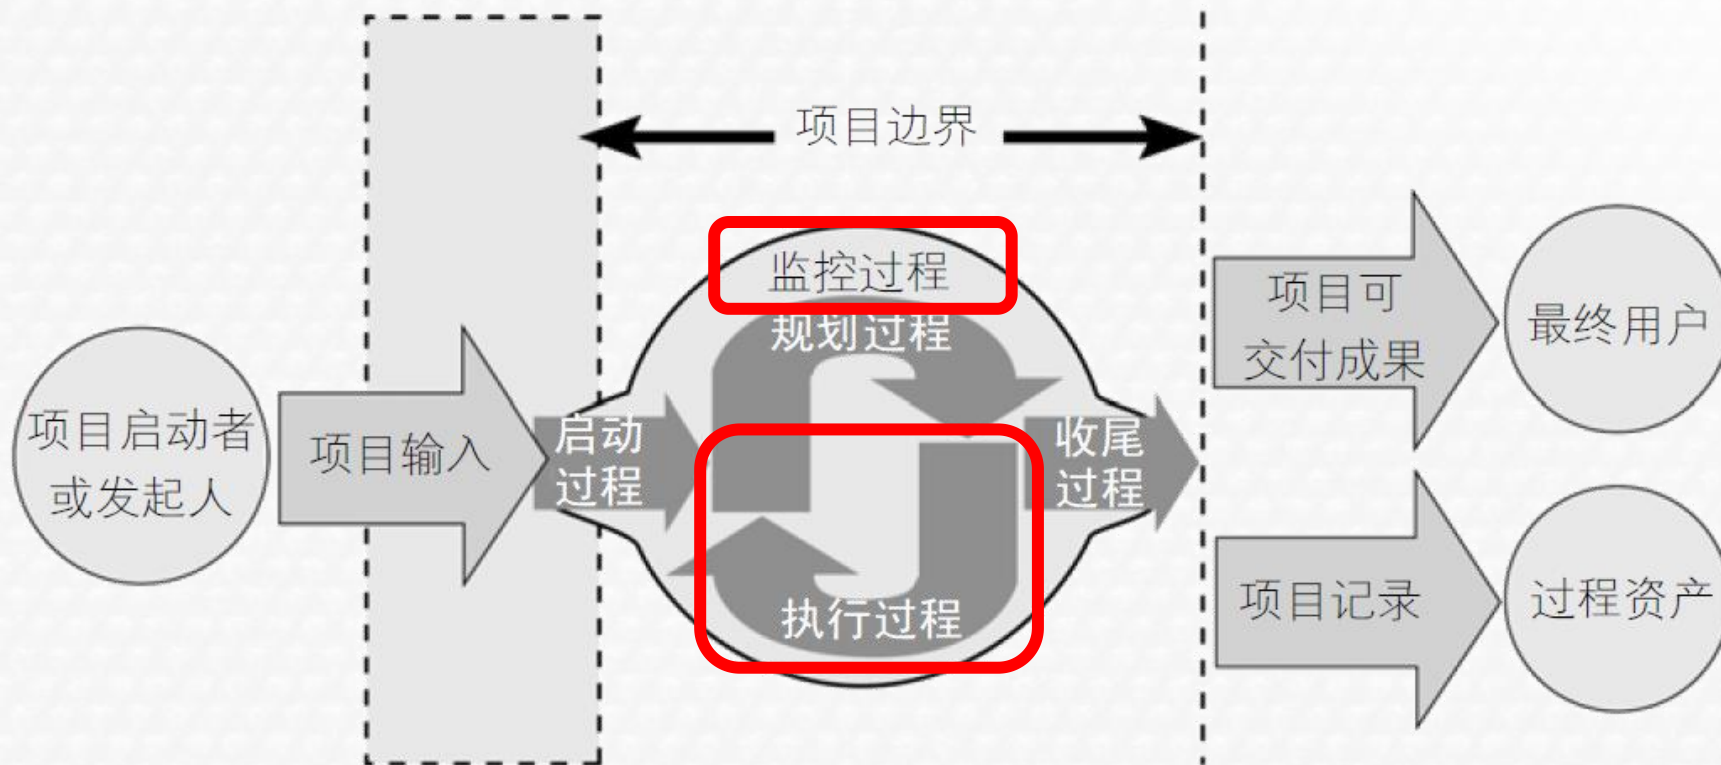 项目边界
监控过程
规划过程
项目启动者
或发起人
项目输入
启动
过程
收尾
过程
执行过程
项目可
交付成果
最终用户
项目记录
过程资产